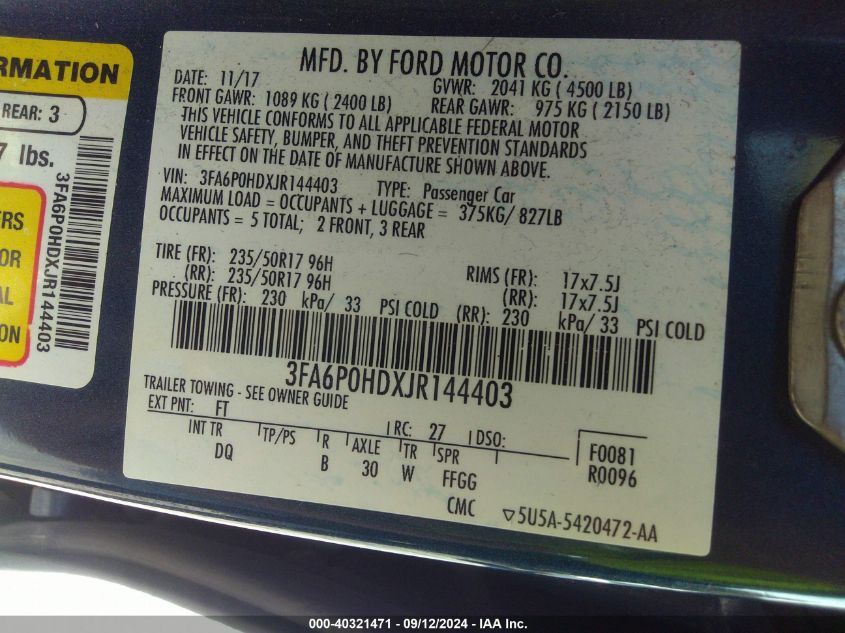 RMATION
REAR: 3
7 lbs.
ERS
OR
AL
ON
3FA6P0HDXJR144403
MFD. BY FORD MOTOR CO.
DATE: 11/17 GVWR: 2041 KG ( 4500 LB)
FRONT GAWR: 1089 KG ( 2400 LB) REAR GAWR: 975 KG ( 2150 LB)
THIS VEHICLE CONFORMS TO ALL APPLICABLE FEDERAL MOTOR
VEHICLE SAFETY, BUMPER, AND THEFT PREVENTION STANDARDS
IN EFFECT ON THE DATE OF MANUFACTURE SHOWN ABOVE.
VIN: 3FA6P0HDXJR144403 TYPE: Passenger Car
MAXIMUM LOAD = OCCUPANTS + LUGGAGE = 375KG/ 827LB
OCCUPANTS = 5 TOTAL; 2 FRONT, 3 REAR
TIRE (FR): 235/50R17 96H RIMS (FR): 17x7.5J
(RR): 235/50R17 96H (RR): 17x7.5J
PRESSURE (FR): 230 kPa/ 33 PSI COLD (RR): 230 kPa/ 33 PSI COLD
3FA6P0HDXJR144403
TRAILER TOWING - SEE OWNER GUIDE
EXT PNT: FT RC: 27 DSO: F0081
INT TR TP/PS R AXLE TR SPR R0096
DQ B 30 W FFGG
CMC ▽5U5A-5420472-AA
000-40321471 - 09/12/2024 - IAA Inc.